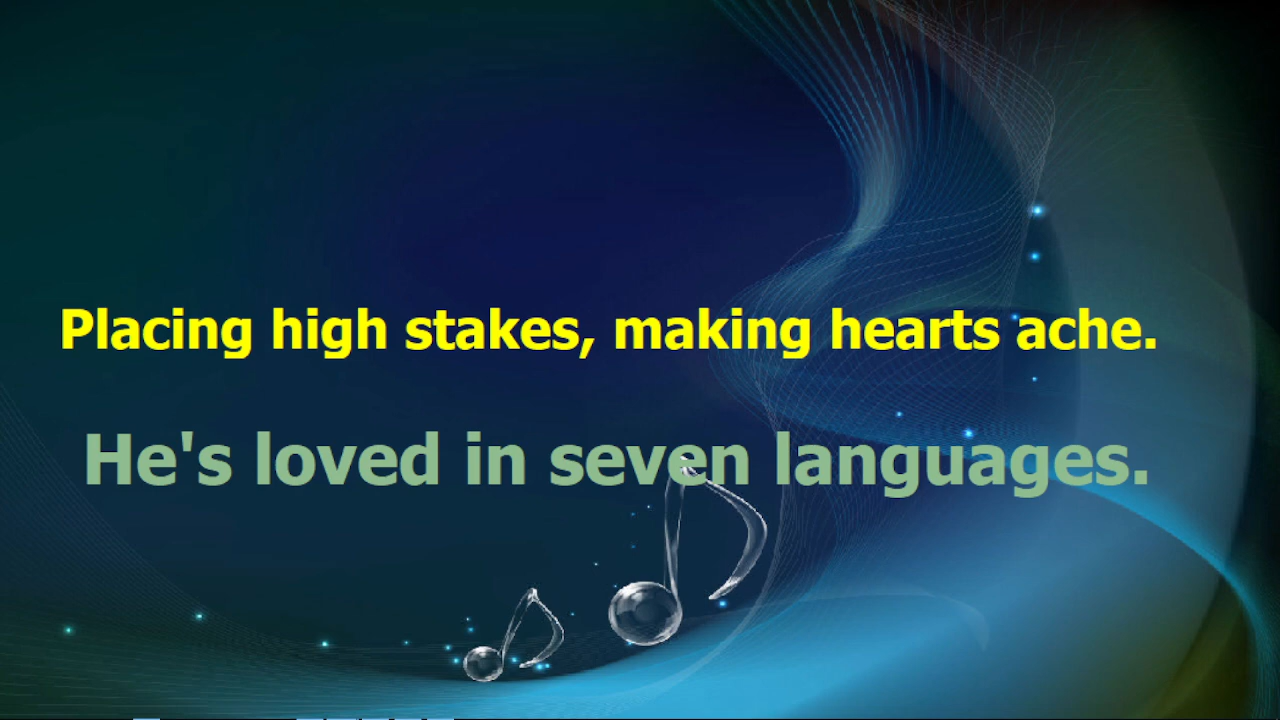 Placing high stakes, making hearts ache.
He's loved in seven languages.